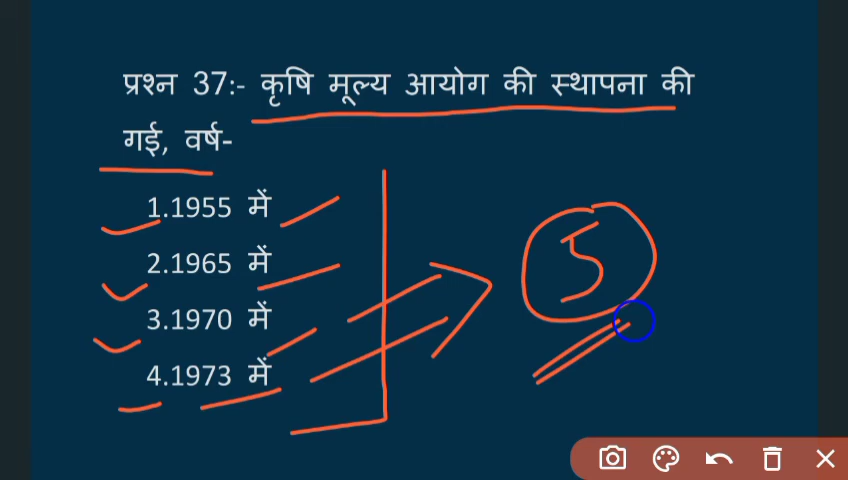 प्रश्न 37:- कृषि मूल्य आयोग की स्थापना की
गई, वर्ष-
1.1955 में
2.1965 में
3.1970 में
4.1973 में
5